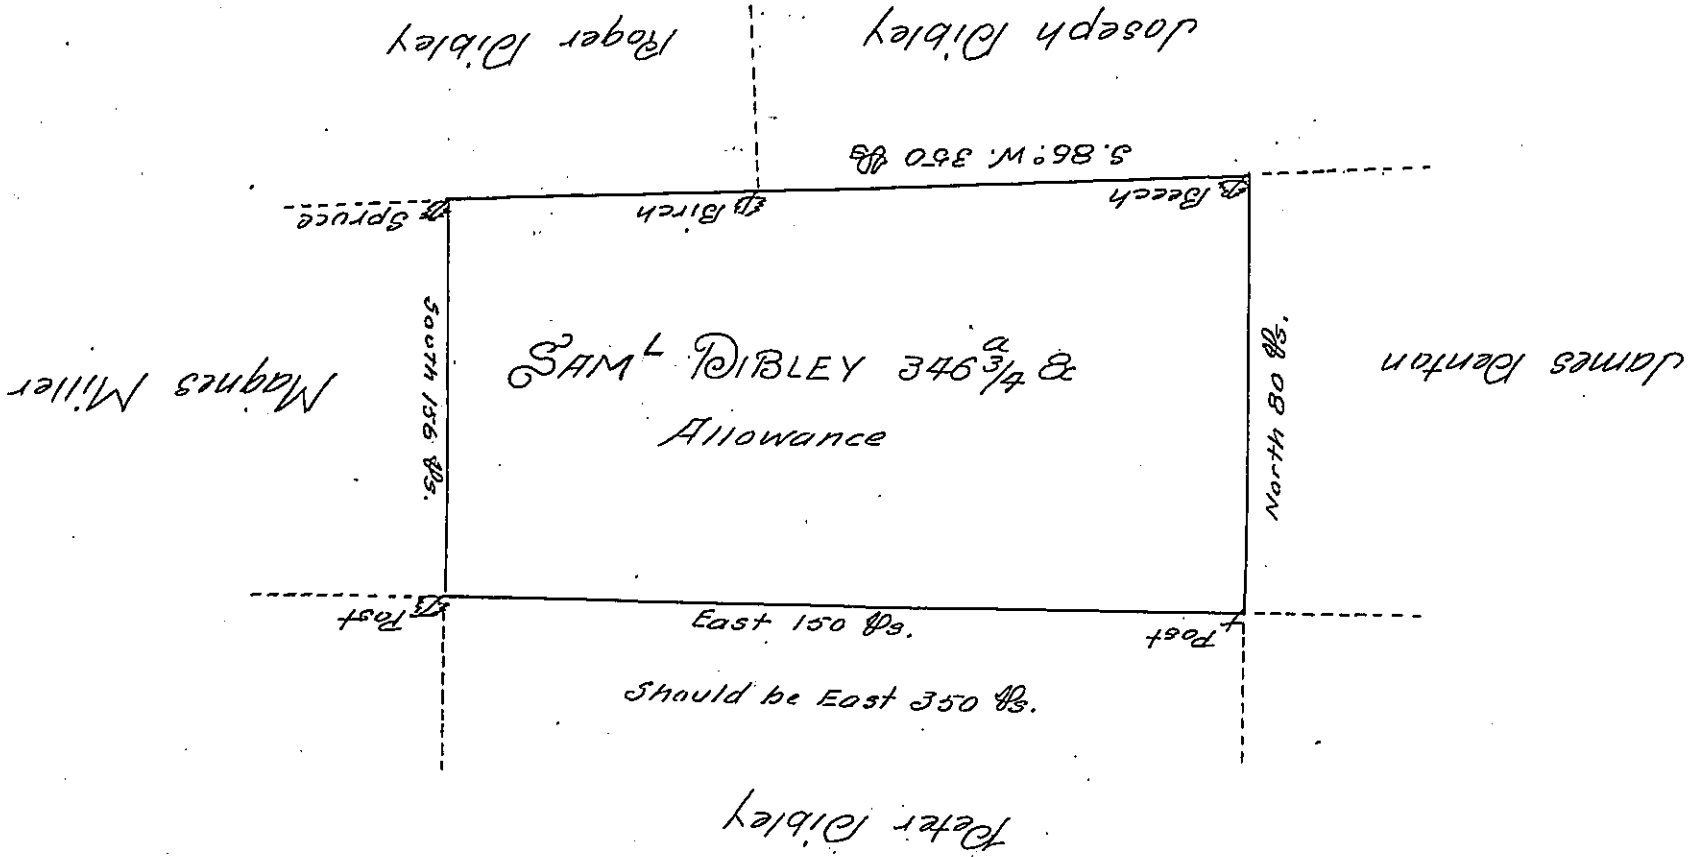 Joseph Dibley
Roger Dibley
S. 86° W. 350 Ps
Beech
Birch
Spruce
South 156 Ps.
North 80 Ps.
Magnes Miller
James Denton
SAMᴸ DIBLEY 346ᵃ 3/4 &
Allowance
Post
East 150 Ps.
Post
Should be East 350 Ps.
Peter Dibley